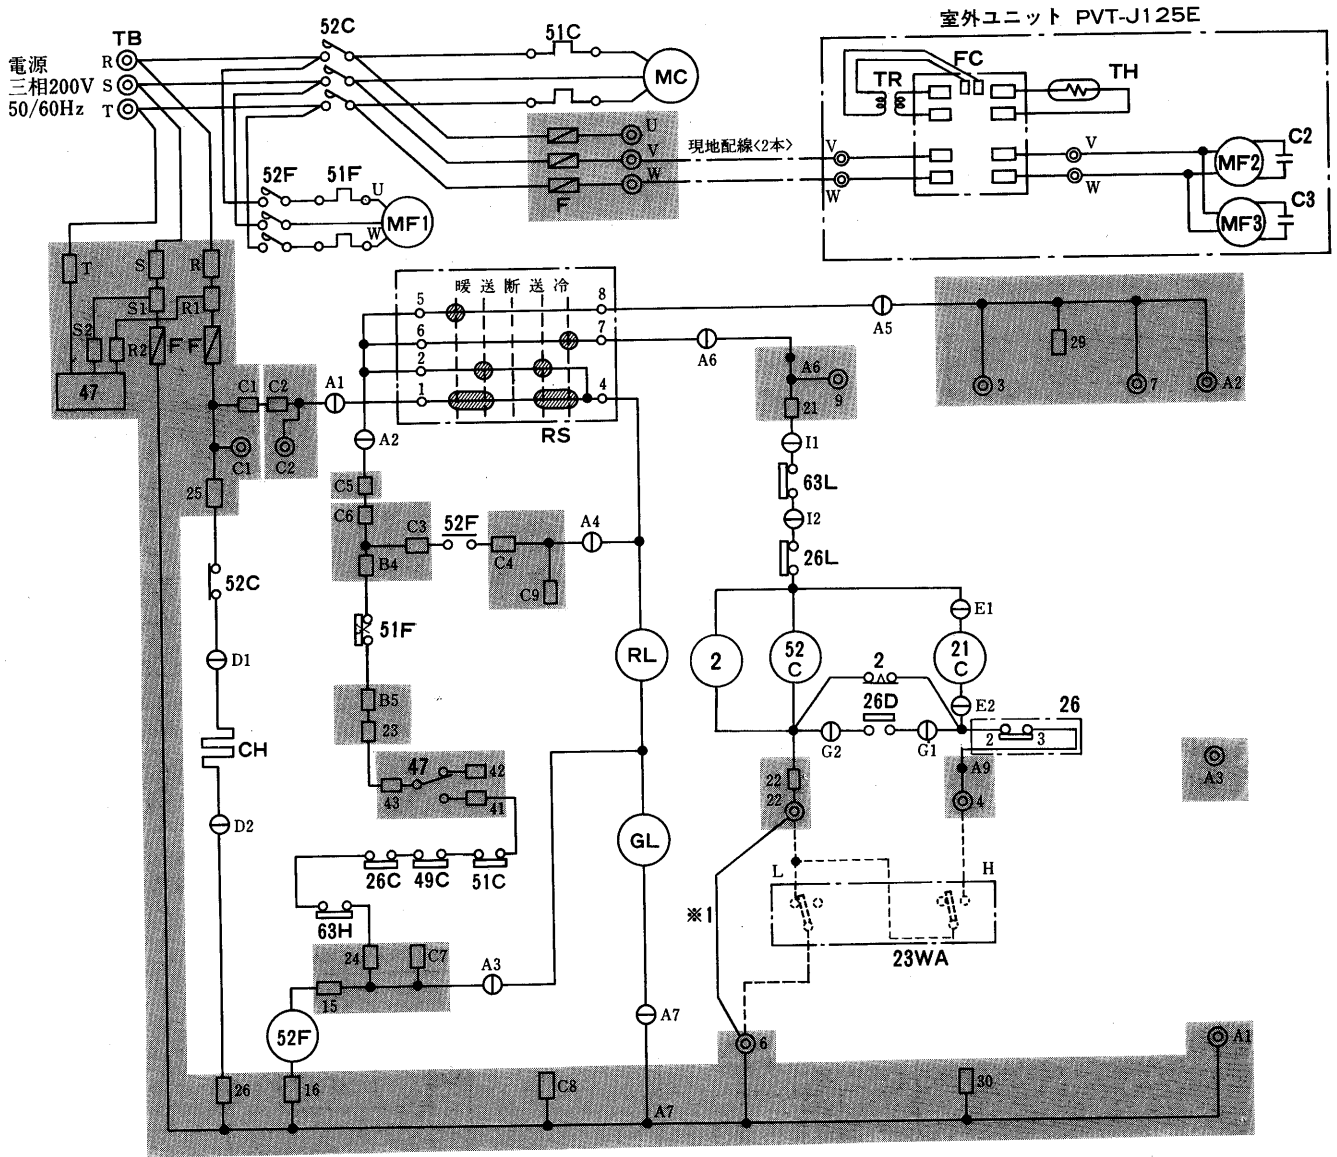 室外ユニット PVT-J125E
52C
51C
TB
電源
三相200V
50/60Hz
R
S
T
MC
FC
TR
TH
U
V
W
F
現地配線<2本>
V
W
V
W
C2
MF2
C3
MF3
52F
51F
U
W
MF1
T
S
R
S1
R1
S2
R2
F
F
47
暖 送 断 送 冷
5
8
6
7
2
1
4
RS
A5
A6
3
29
7
A2
A6
9
21
C1
C2
A1
C1
C2
A2
I1
63L
I2
26L
25
C5
C6
C3
52F
C4
A4
B4
C9
52C
51F
D1
RL
2
52
C
E1
21
C
E2
2
26D
G2
G1
26
2
3
B5
23
CH
47
42
43
41
22
22
A9
4
A3
D2
GL
26C
49C
51C
L
H
※1
63H
23WA
24
C7
A3
15
A7
52F
6
A1
26
16
C8
A7
30